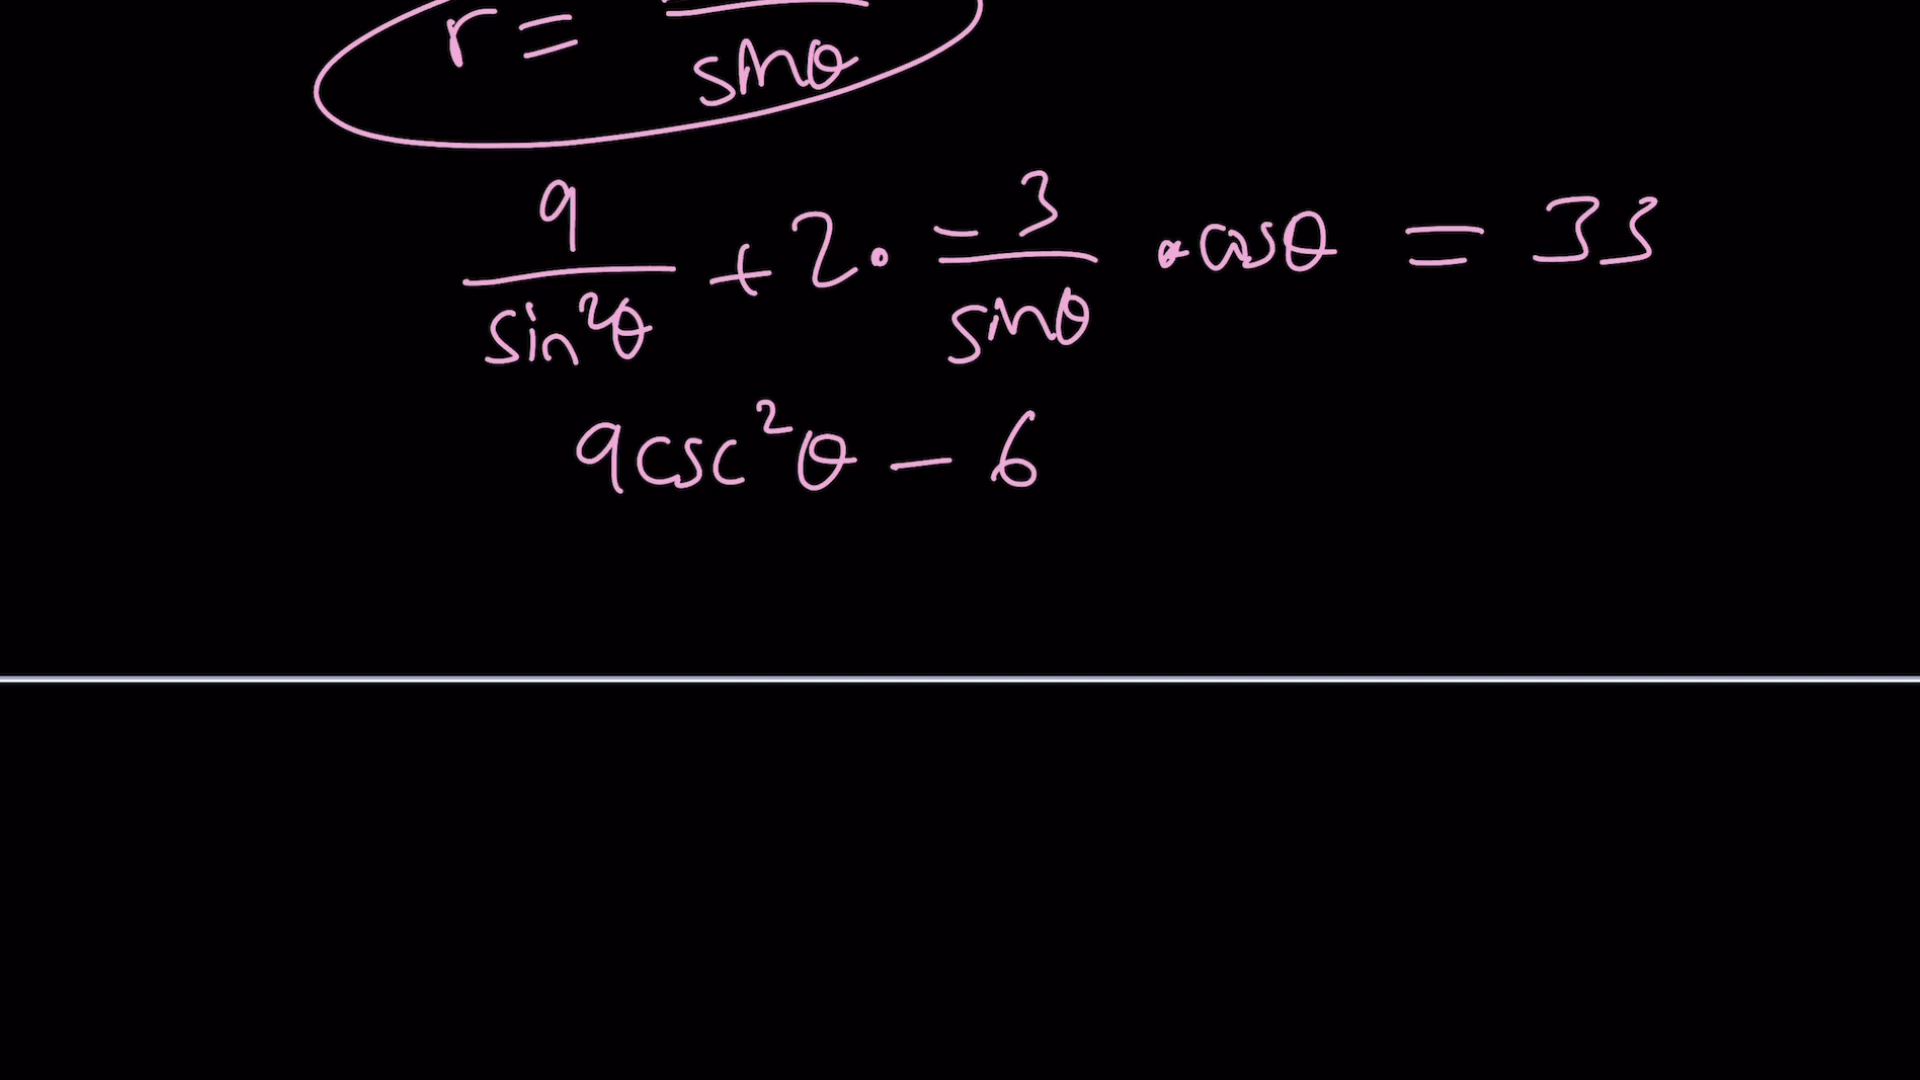 r = ―/sinθ
9/sin²θ + 2 · -3/sinθ · cosθ = 33
9csc²θ - 6